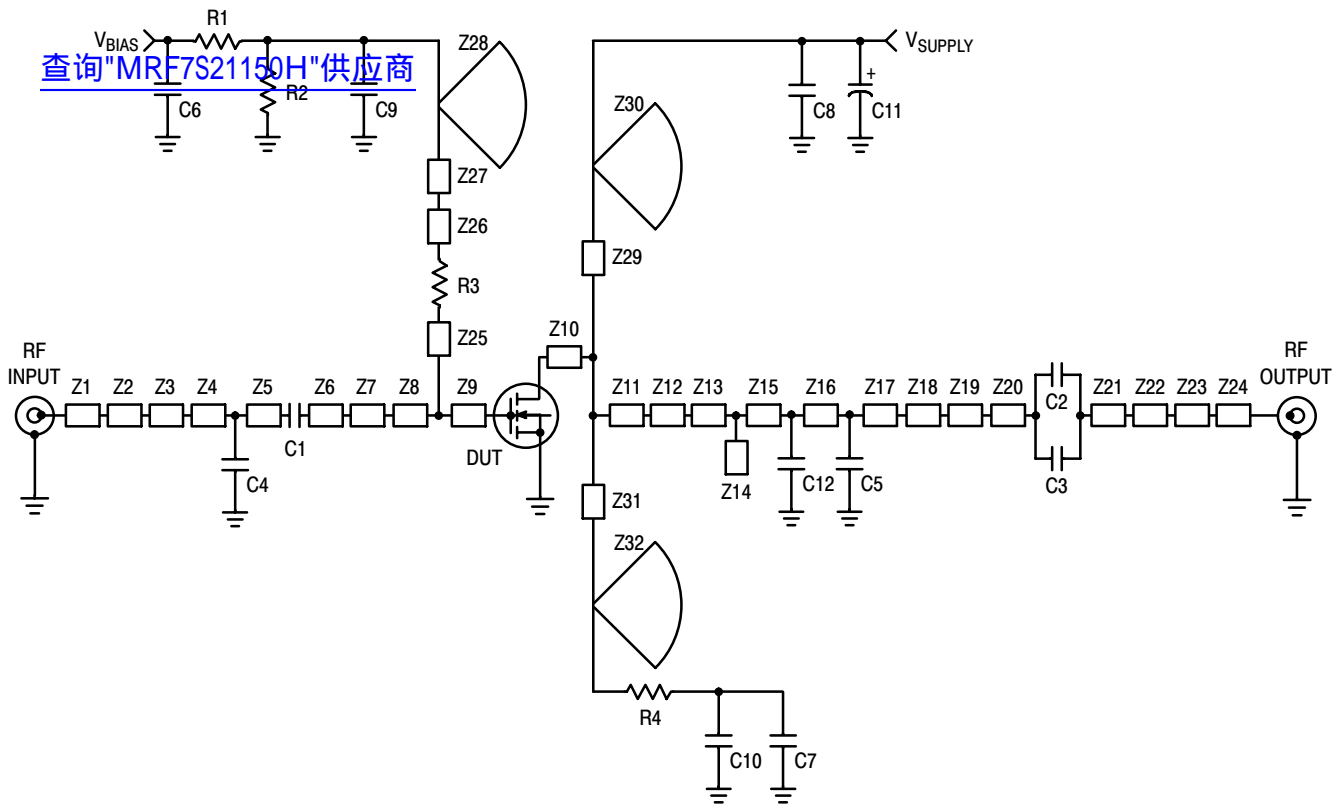 R1
VBIAS
查询"MRF7S21150H"供应商
C6
R2
C9
Z28
Z27
Z26
R3
Z25
Z30
Z29
VSUPPLY
C8
+
C11
Z10
RF
INPUT
Z1 Z2 Z3 Z4 Z5 Z6 Z7 Z8 Z9
C1
C4
DUT
Z11 Z12 Z13 Z15 Z16 Z17 Z18 Z19 Z20
C2
C3
Z21 Z22 Z23 Z24
RF
OUTPUT
Z14
C12
C5
Z31
Z32
R4
C10
C7